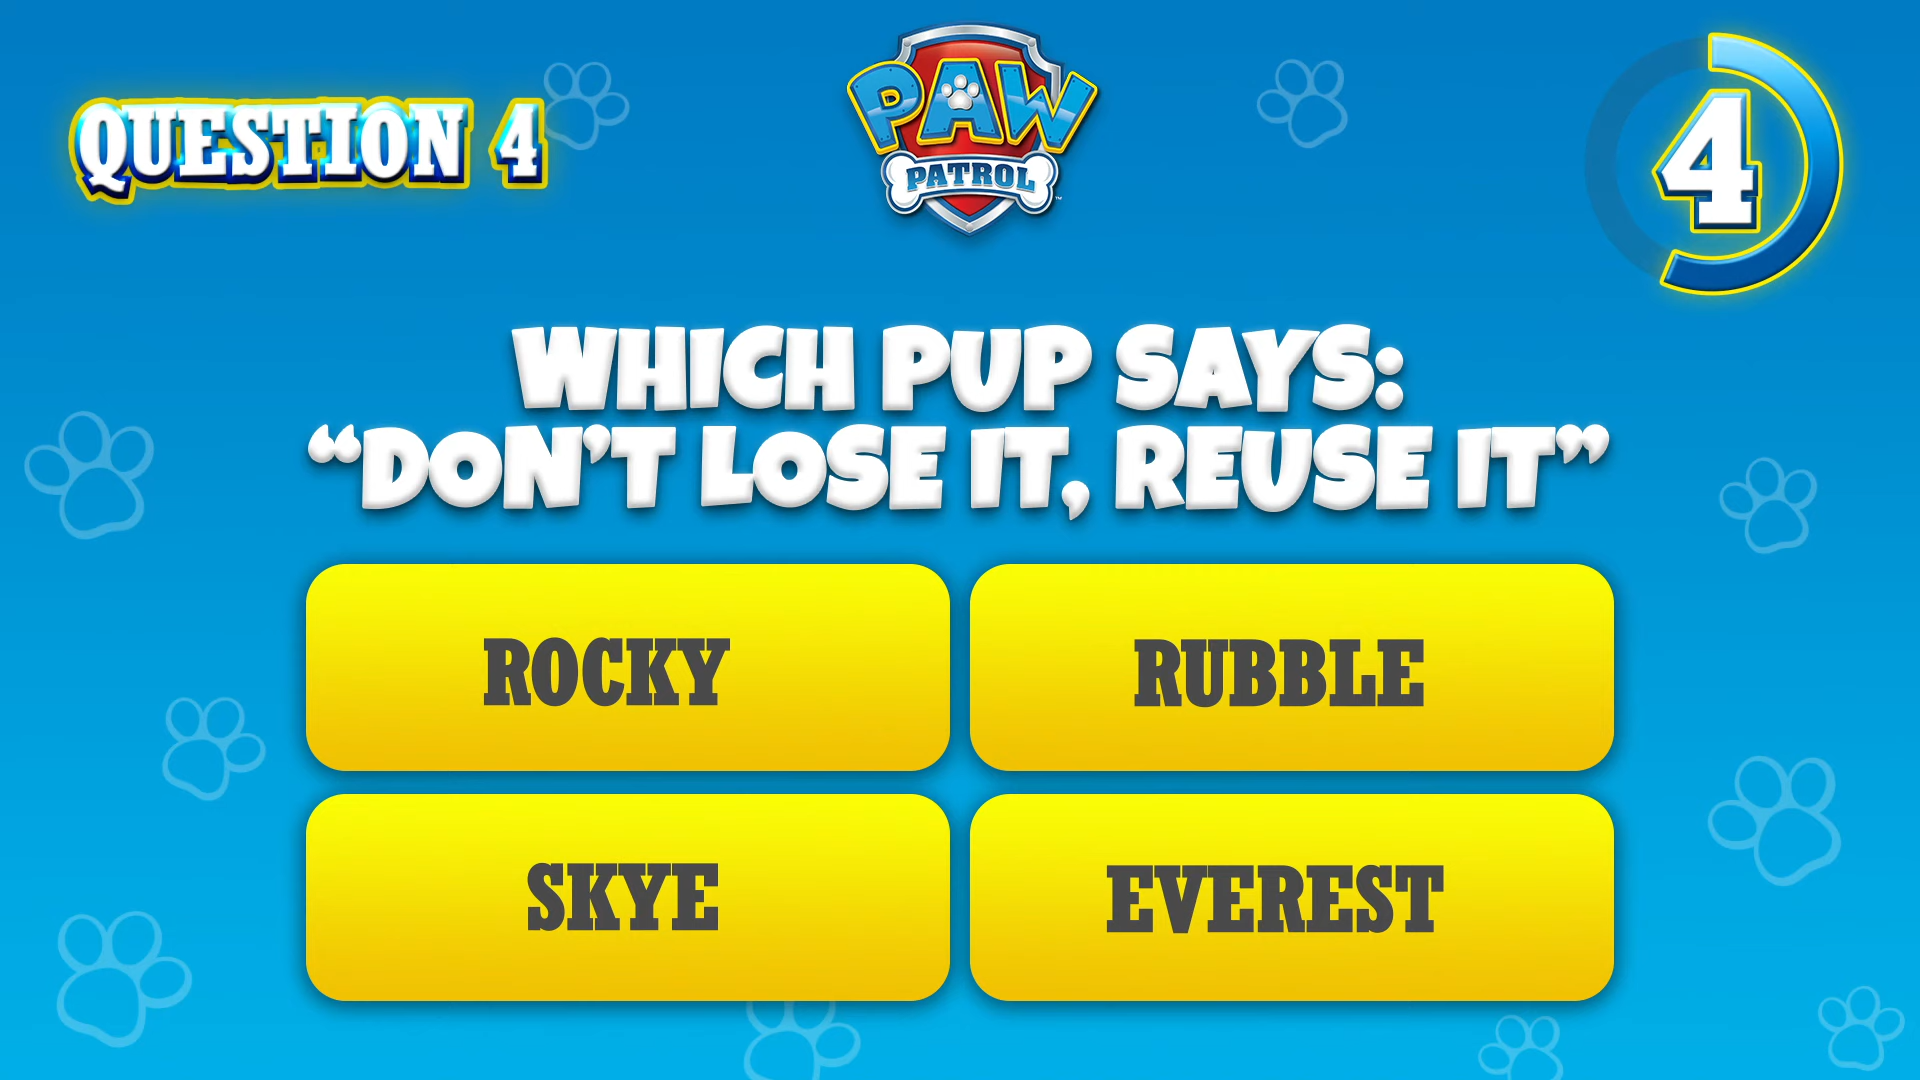 QUESTION 4
PAW
PATROL
4
WHICH PUP SAYS:
“DON’T LOSE IT, REUSE IT”
ROCKY
RUBBLE
SKYE
EVEREST